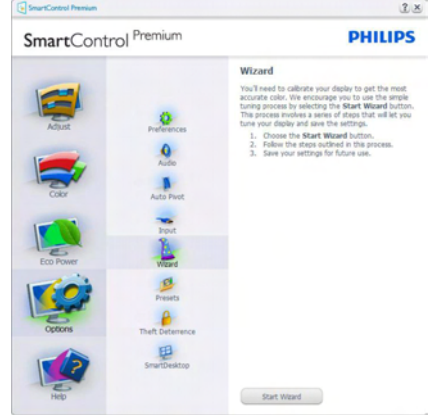 SmartControl Premium
SmartControl Premium
PHILIPS
Adjust
Color
Eco Power
Options
Help
Preferences
Audio
Auto Pivot
Input
Wizard
Presets
Theft Deterrence
SmartDesktop
Wizard
You'll need to calibrate your display to get the most
accurate color. We encourage you to use the simple
tuning process by selecting the Start Wizard button.
This process involves a series of steps that will let you
tune your display and save the settings.
1. Choose the Start Wizard button.
2. Follow the steps outlined in this process.
3. Save your settings for future use.
Start Wizard